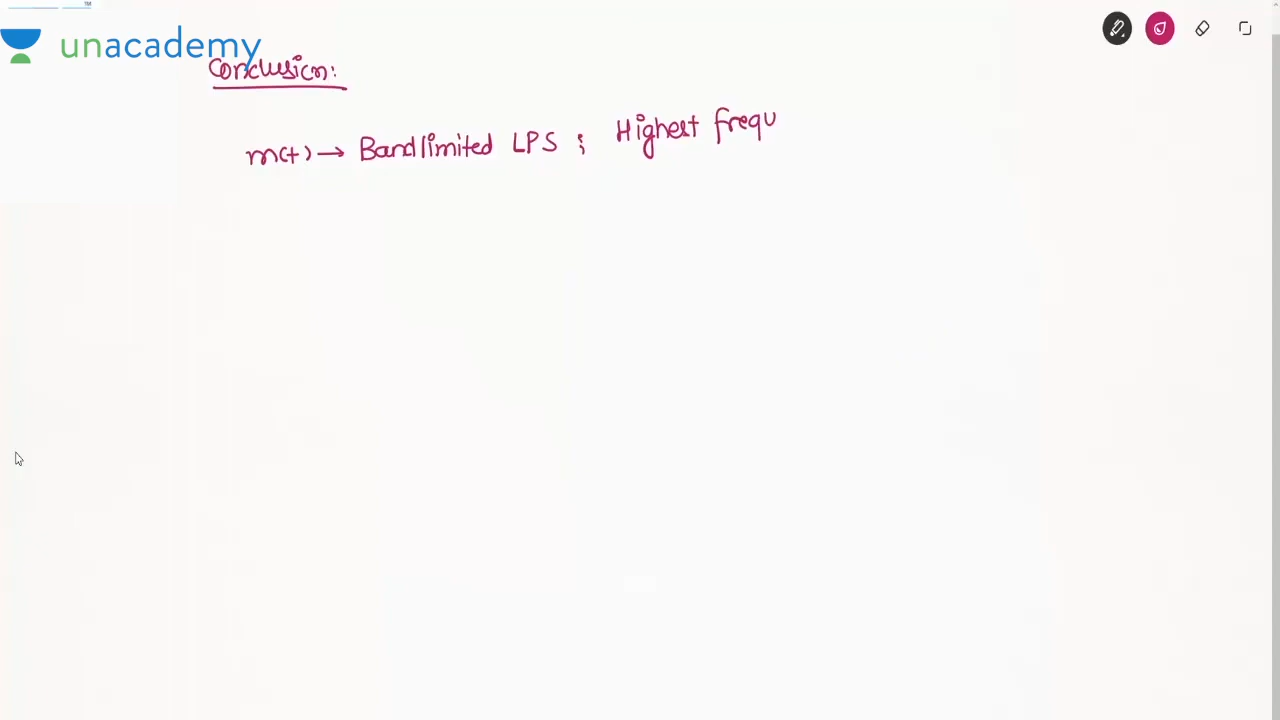 unacademy
Conclusion:
m(t) → Bandlimited LPS ; Highest frequ